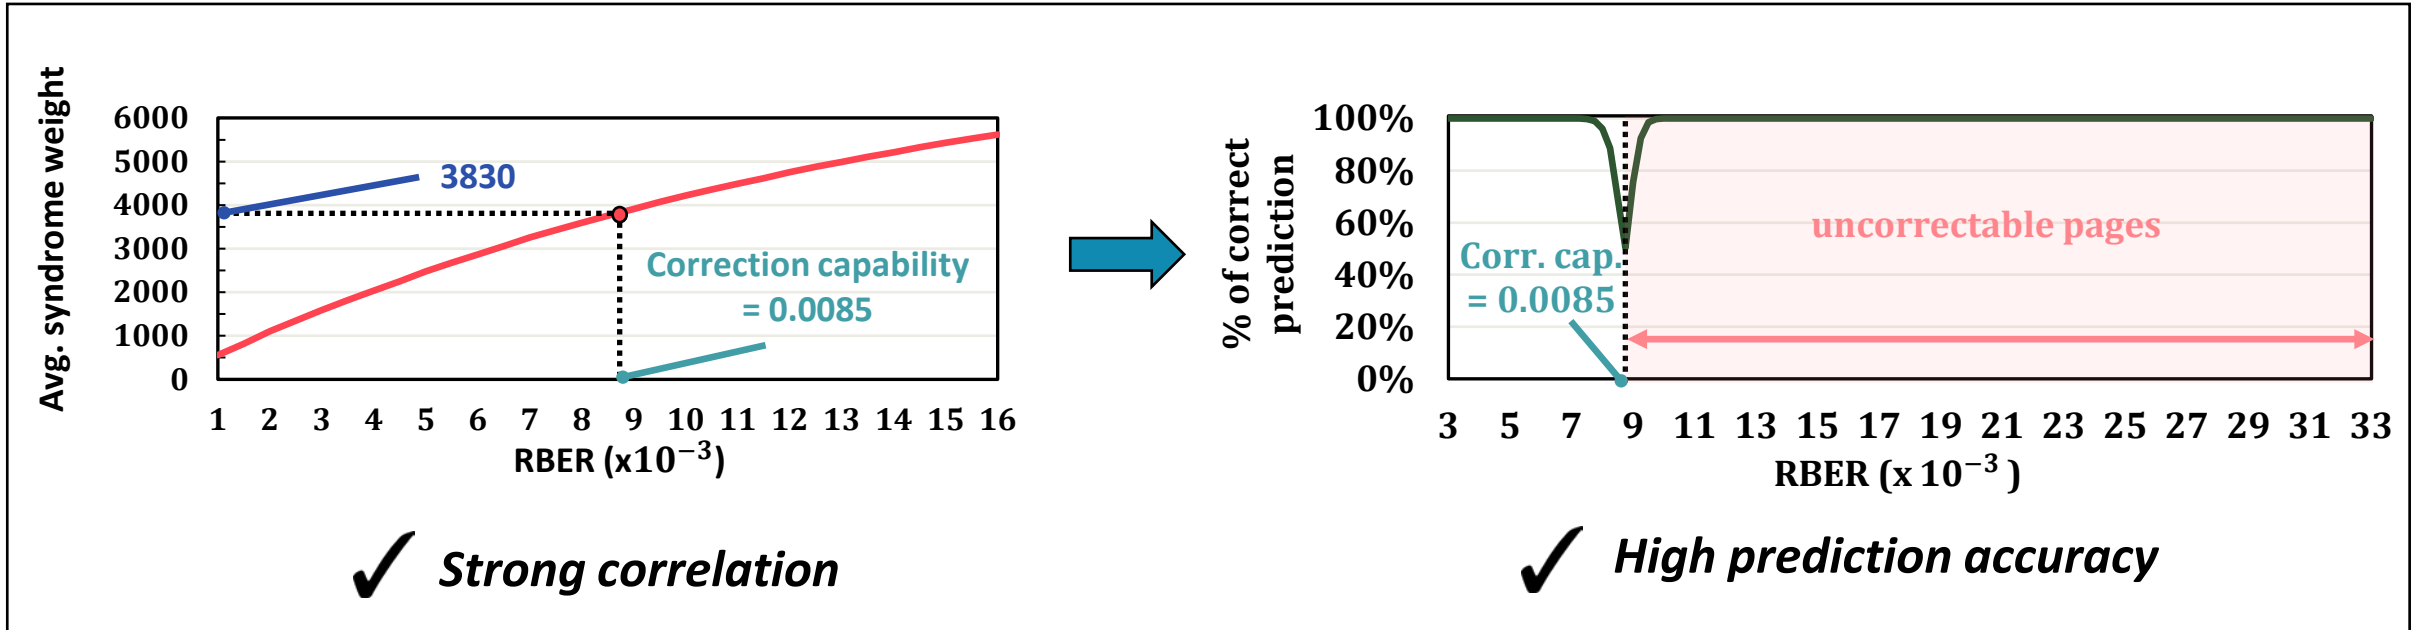 Avg. syndrome weight
6000
5000
4000
3000
2000
1000
0
3830
Correction capability
= 0.0085
1 2 3 4 5 6 7 8 9 10 11 12 13 14 15 16
RBER (x10⁻³)
✓ Strong correlation
% of correct
prediction
100%
80%
60%
40%
20%
0%
uncorrectable pages
Corr. cap.
= 0.0085
3 5 7 9 11 13 15 17 19 21 23 25 27 29 31 33
RBER (x 10⁻³ )
✓ High prediction accuracy